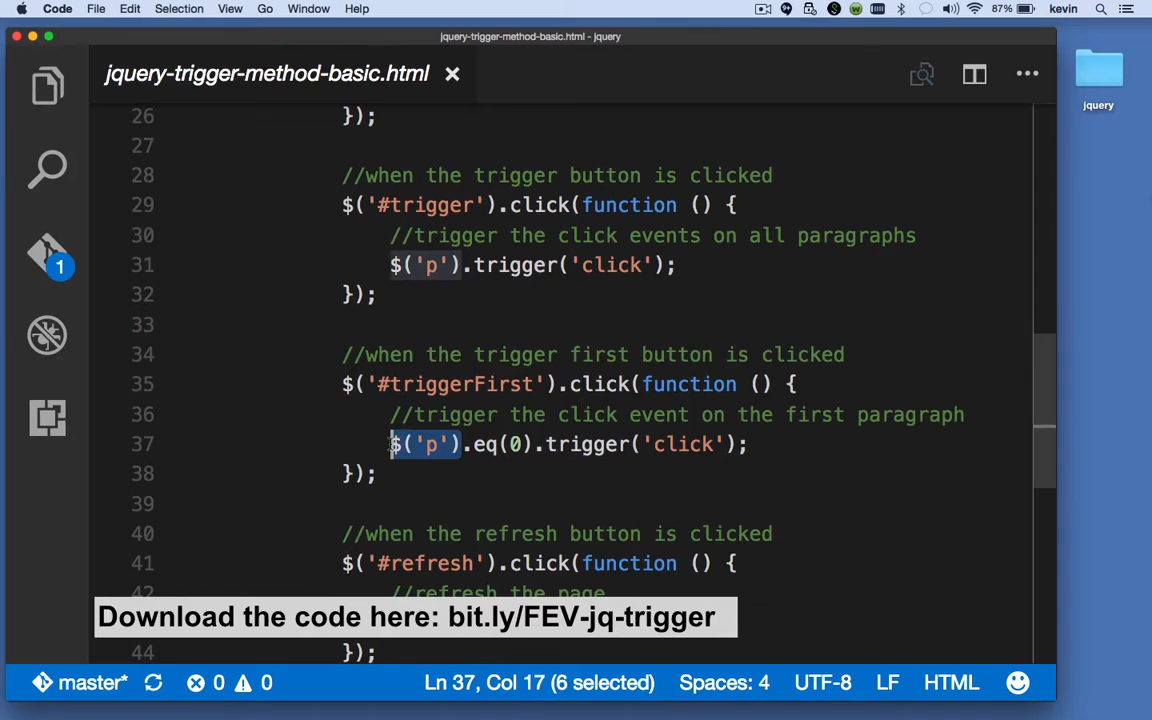 Code File Edit Selection View Go Window Help 87% kevin
jquery-trigger-method-basic.html - jquery
jquery-trigger-method-basic.html
jquery
26 });
27
28 //when the trigger button is clicked
29 $('#trigger').click(function () {
30 //trigger the click events on all paragraphs
31 $('p').trigger('click');
32 });
33
34 //when the trigger first button is clicked
35 $('#triggerFirst').click(function () {
36 //trigger the click event on the first paragraph
37 $('p').eq(0).trigger('click');
38 });
39
40 //when the refresh button is clicked
41 $('#refresh').click(function () {
42 //refresh the page
Download the code here: bit.ly/FEV-jq-trigger
44 });
1
master* 0 0 Ln 37, Col 17 (6 selected) Spaces: 4 UTF-8 LF HTML